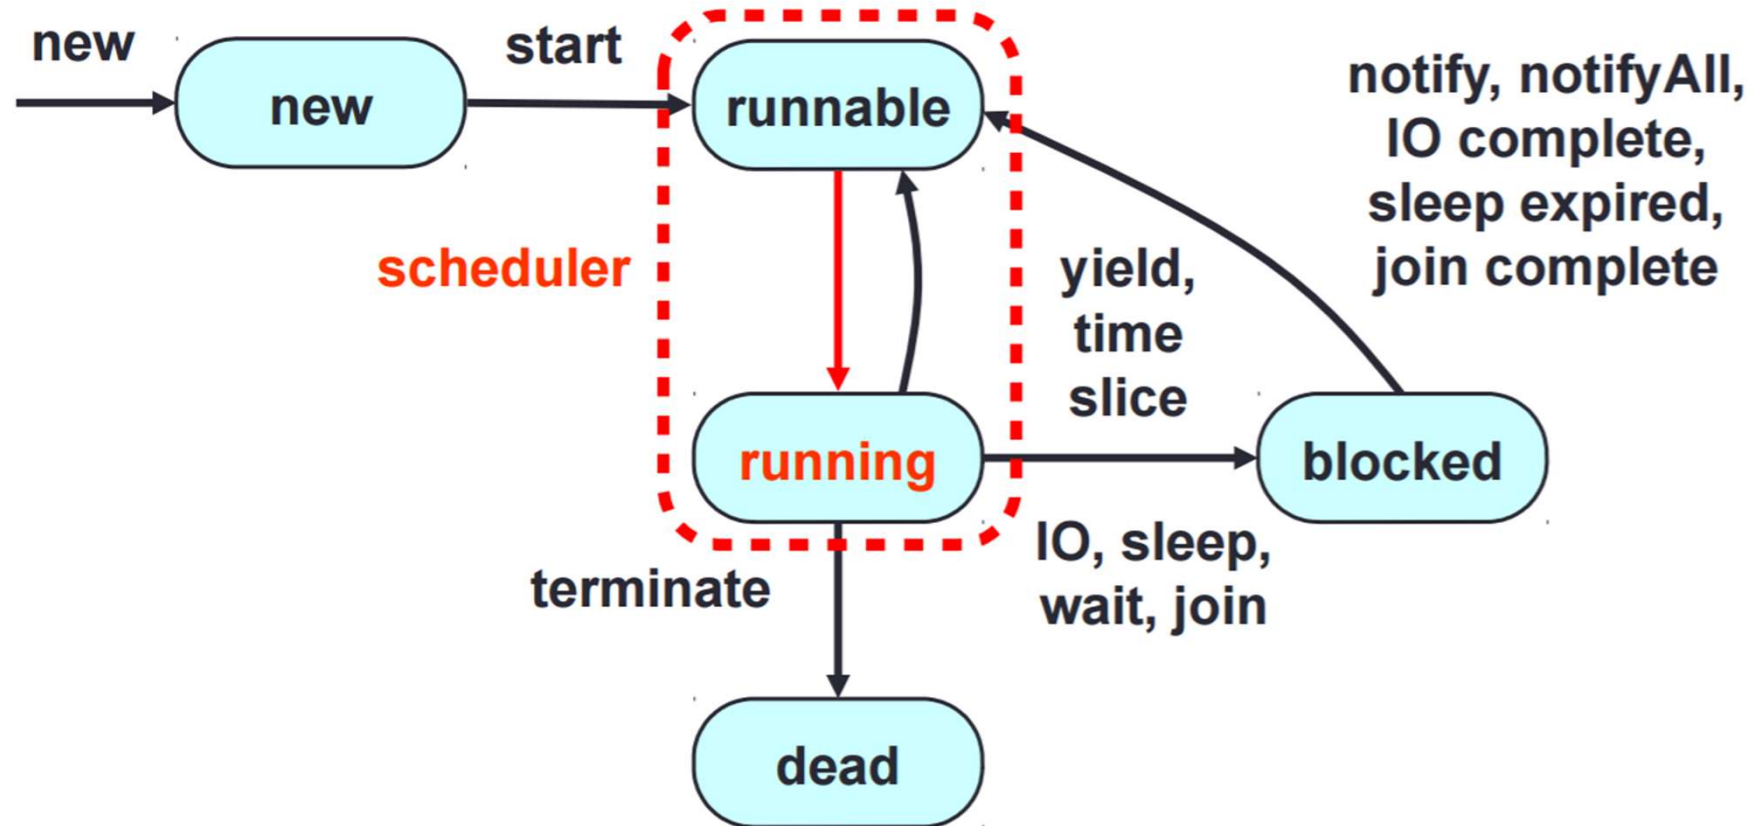 new
new
start
runnable
notify, notifyAll,
IO complete,
sleep expired,
join complete
scheduler
yield,
time
slice
running
blocked
IO, sleep,
wait, join
terminate
dead